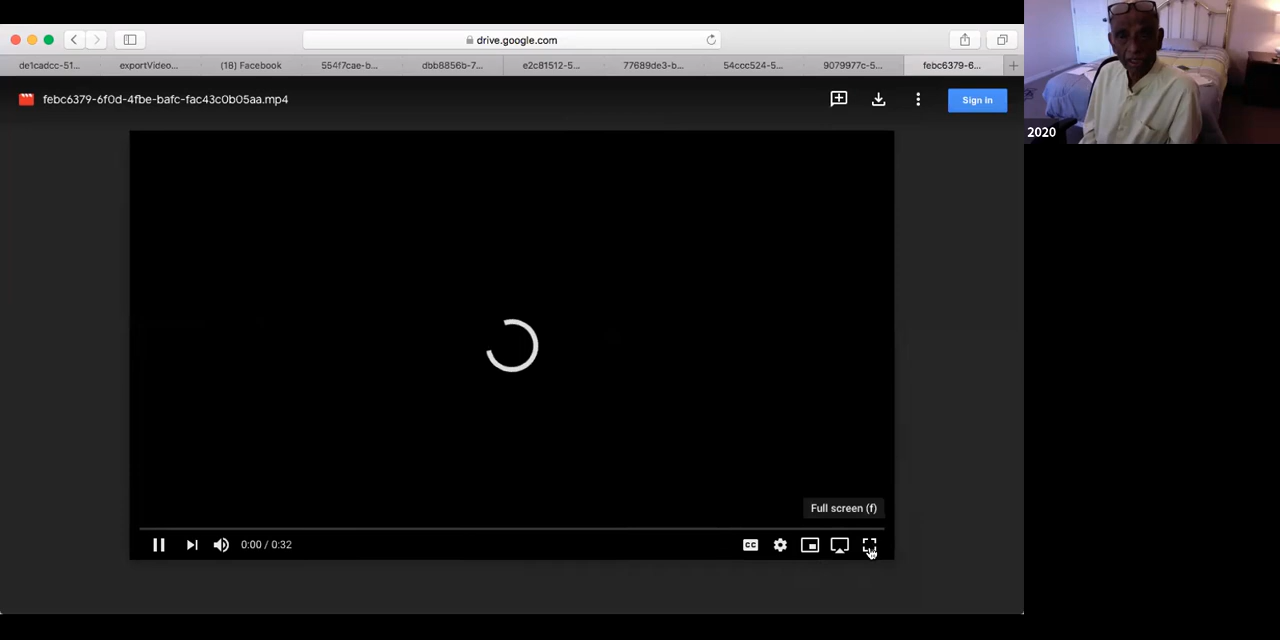 drive.google.com
de1cadcc-51... exportVideo... (18) Facebook 554f7cae-b... dbb8856b-7... e2c81512-5... 77689de3-b... 54ccc524-5... 9079977c-5... febc6379-6...
febc6379-6f0d-4fbe-bafc-fac43c0b05aa.mp4 Sign in
2020
Full screen (f)
0:00 / 0:32 CC